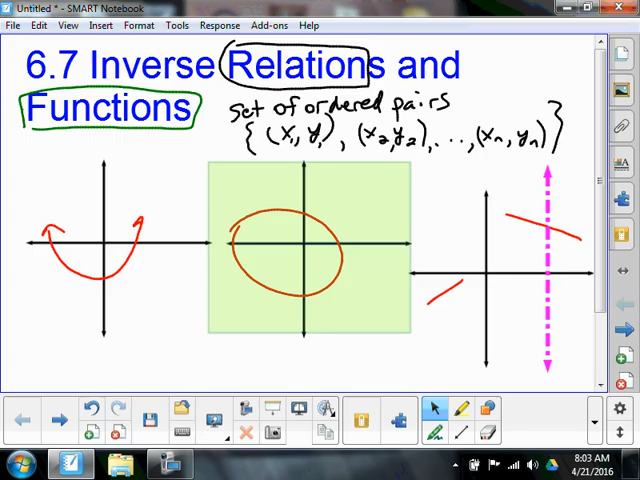 Untitled * - SMART Notebook
File Edit View Insert Format Tools Response Add-ons Help
6.7 Inverse Relations and
Functions
set of ordered pairs
{(x₁, y₁), (x₂, y₂), ..., (xₙ, yₙ)}
8:03 AM
4/21/2016